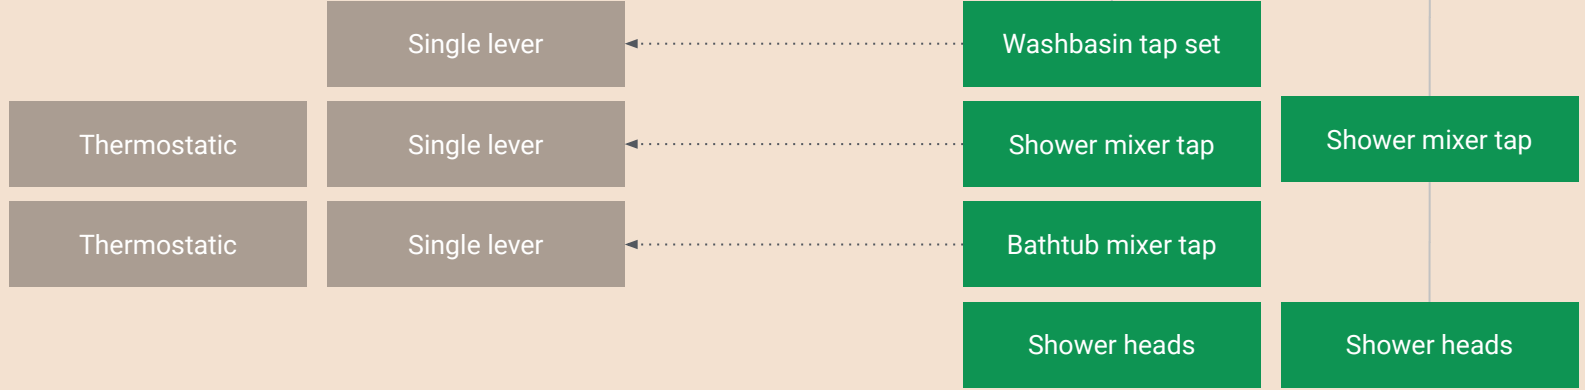 Single lever
Washbasin tap set
Thermostatic
Single lever
Shower mixer tap
Shower mixer tap
Thermostatic
Single lever
Bathtub mixer tap
Shower heads
Shower heads